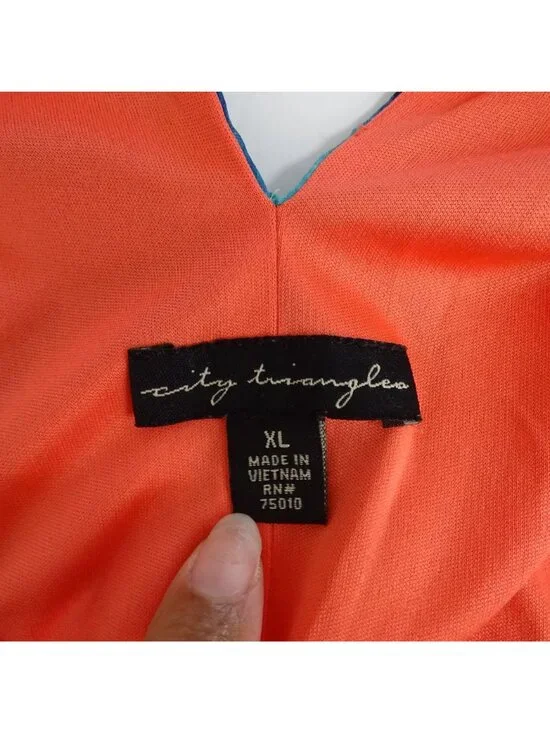 city triangles
XL
MADE IN
VIETNAM
RN#
75010